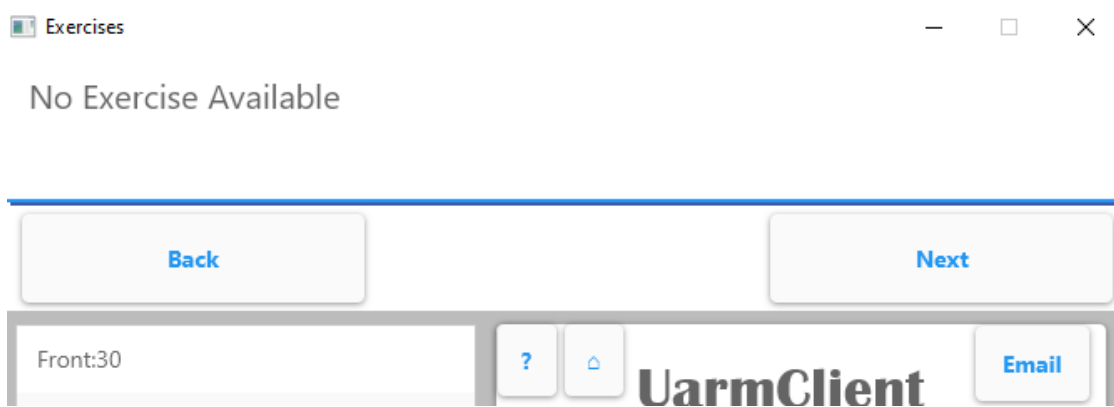 Exercises
No Exercise Available
Back
Next
Front:30
?
UarmClient
Email